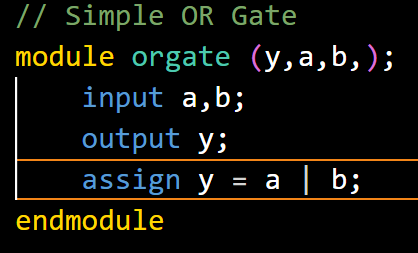 // Simple OR Gate
module orgate (y,a,b,);
input a,b;
output y;
assign y = a | b;
endmodule